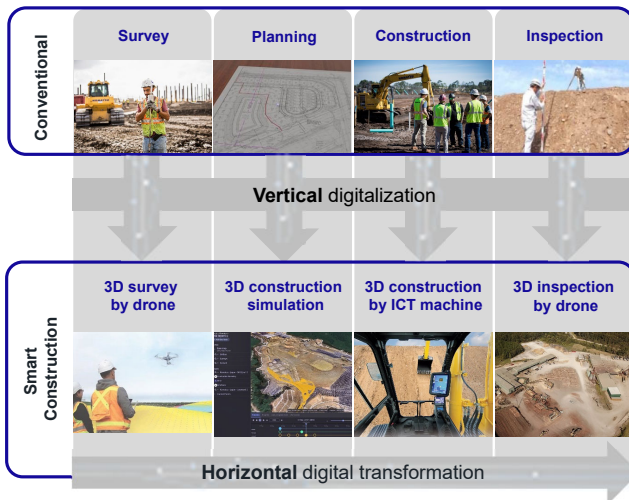 Conventional
Survey
Planning
Construction
Inspection
Vertical digitalization
Smart
Construction
3D survey
by drone
3D construction
simulation
3D construction
by ICT machine
3D inspection
by drone
Horizontal digital transformation